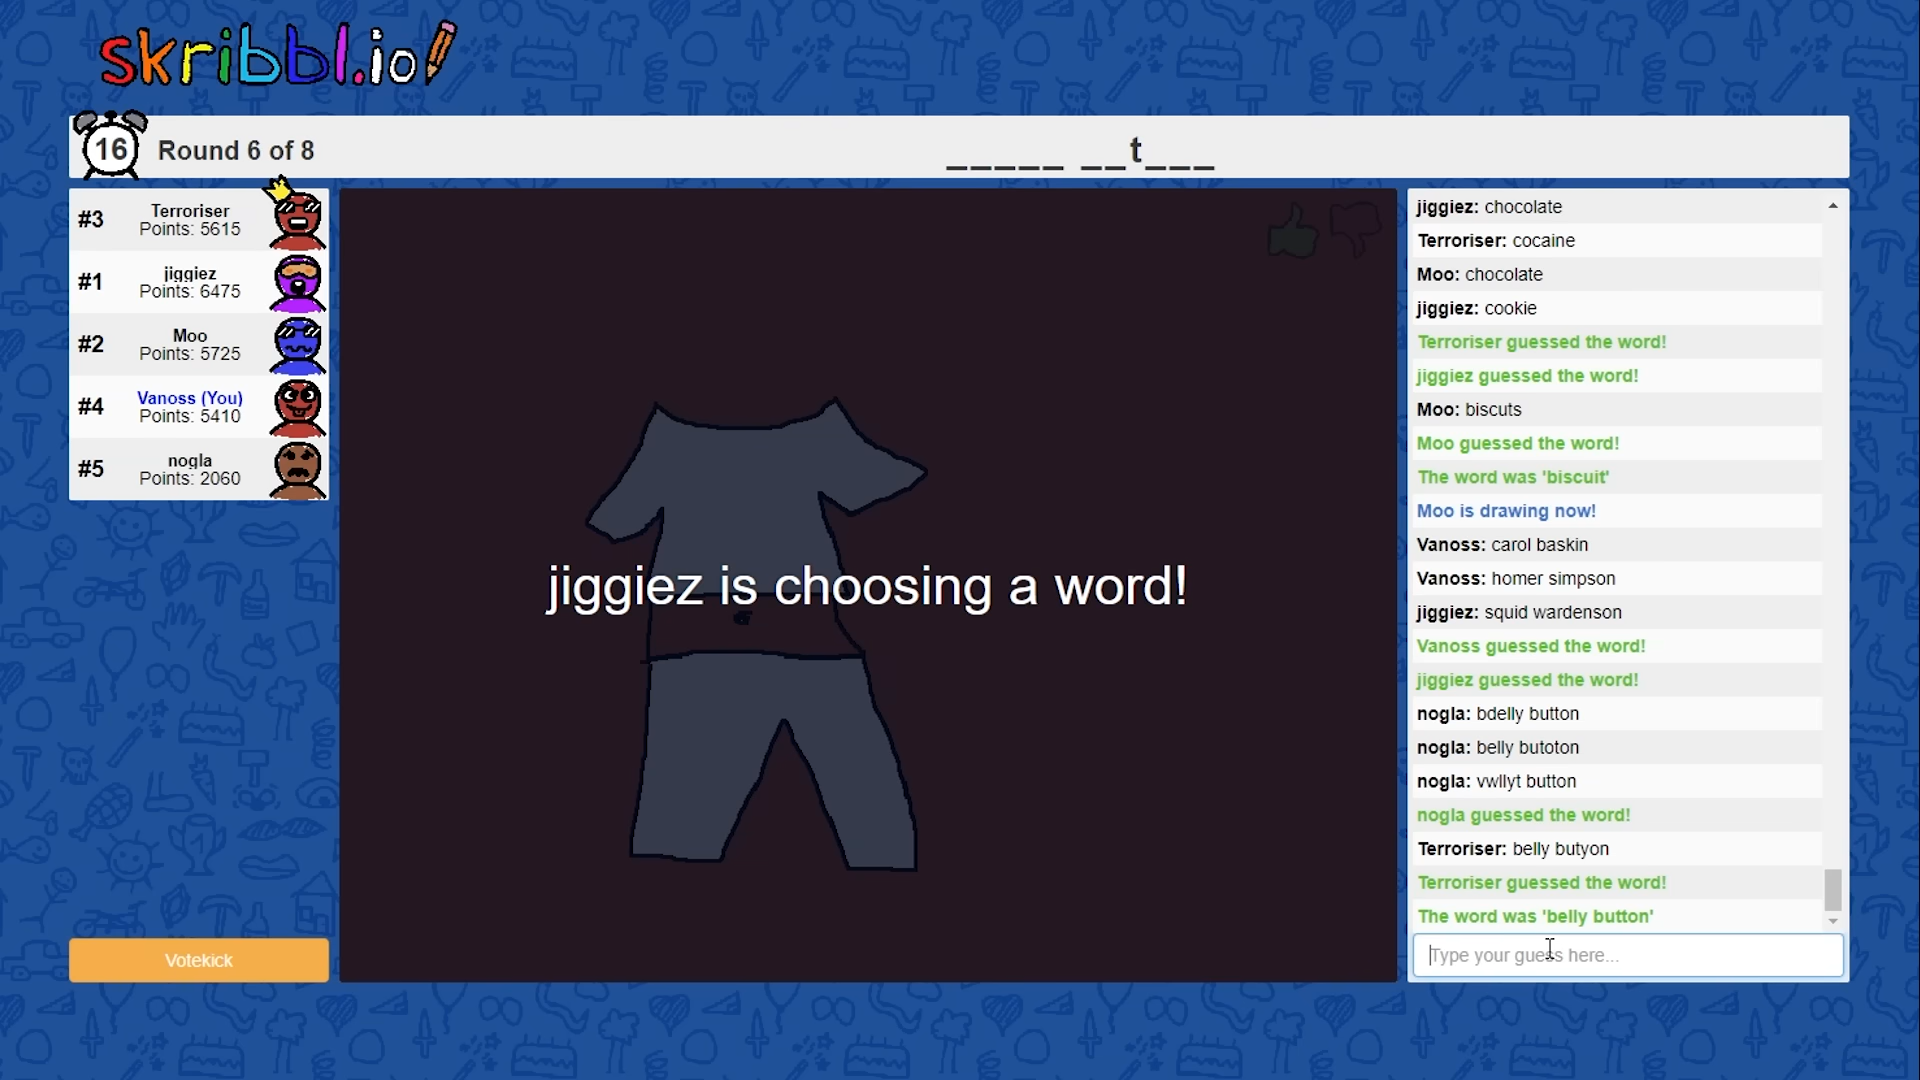 skribbl.io
16
Round 6 of 8
_____ __t___
#3
Terroriser
Points: 5615
#1
jiggiez
Points: 6475
#2
Moo
Points: 5725
#4
Vanoss (You)
Points: 5410
#5
nogla
Points: 2060
Votekick
jiggiez is choosing a word!
jiggiez: chocolate
Terroriser: cocaine
Moo: chocolate
jiggiez: cookie
Terroriser guessed the word!
jiggiez guessed the word!
Moo: biscuts
Moo guessed the word!
The word was 'biscuit'
Moo is drawing now!
Vanoss: carol baskin
Vanoss: homer simpson
jiggiez: squid wardenson
Vanoss guessed the word!
jiggiez guessed the word!
nogla: bdelly button
nogla: belly butoton
nogla: vwllyt button
nogla guessed the word!
Terroriser: belly butyon
Terroriser guessed the word!
The word was 'belly button'
Type your guess here...